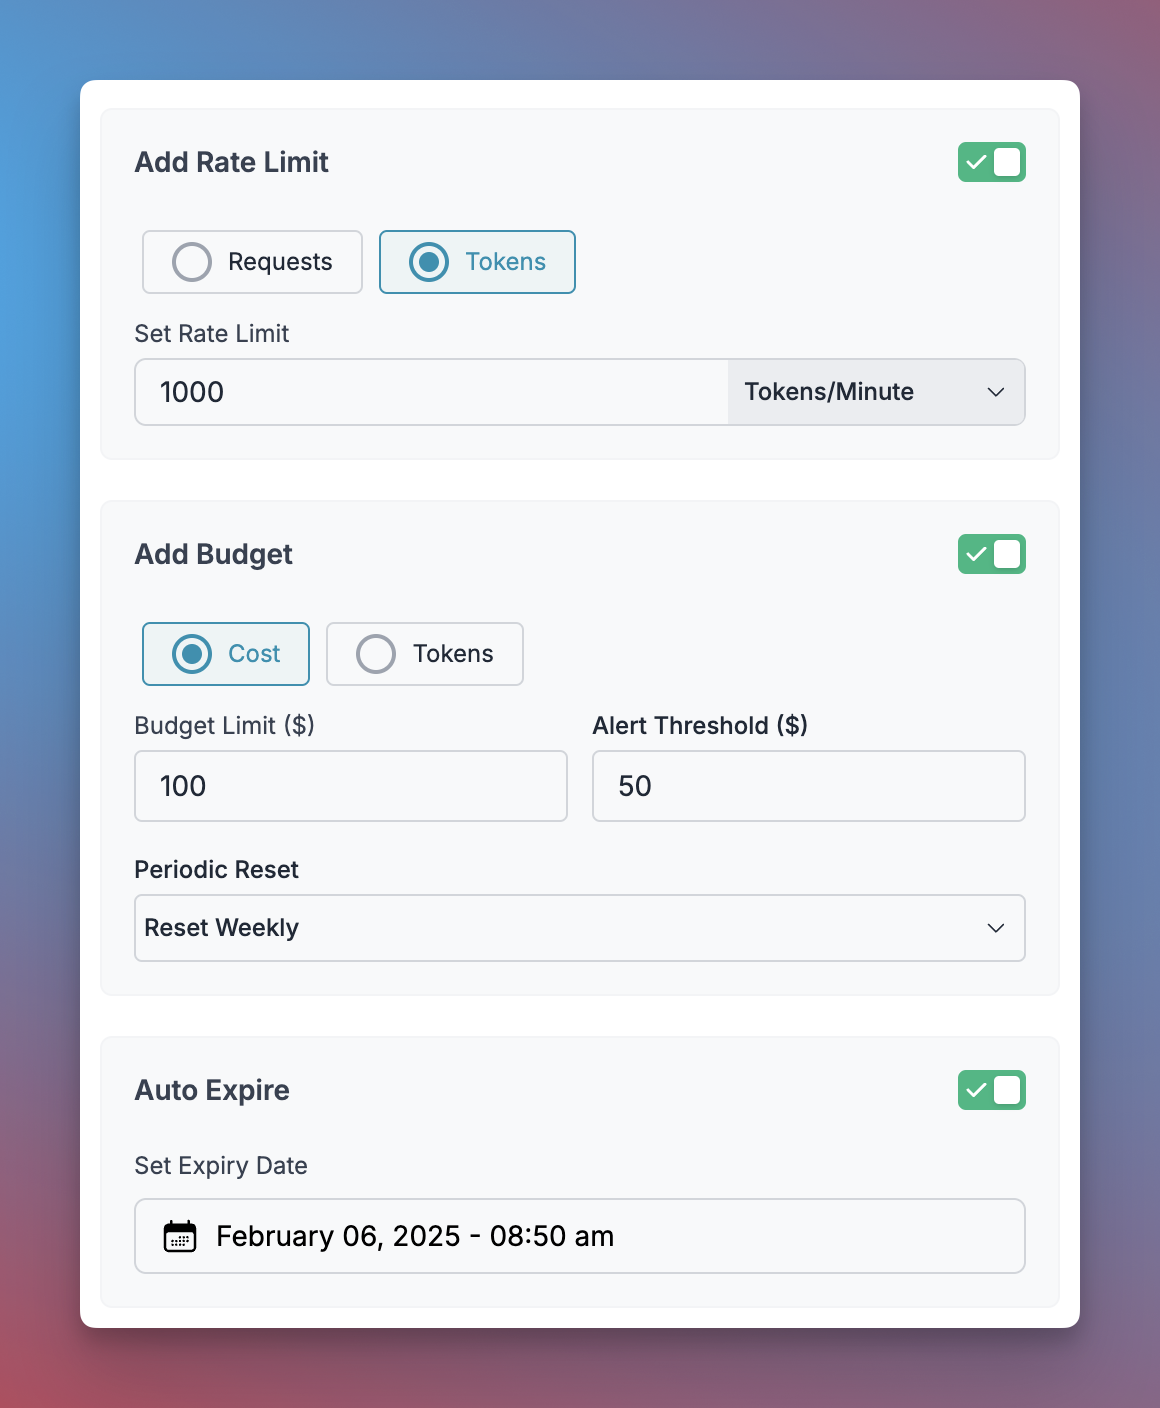 Add Rate Limit
Requests
Tokens
Set Rate Limit
1000
Tokens/Minute
Add Budget
Cost
Tokens
Budget Limit ($)
Alert Threshold ($)
100
50
Periodic Reset
Reset Weekly
Auto Expire
Set Expiry Date
February 06, 2025 - 08:50 am